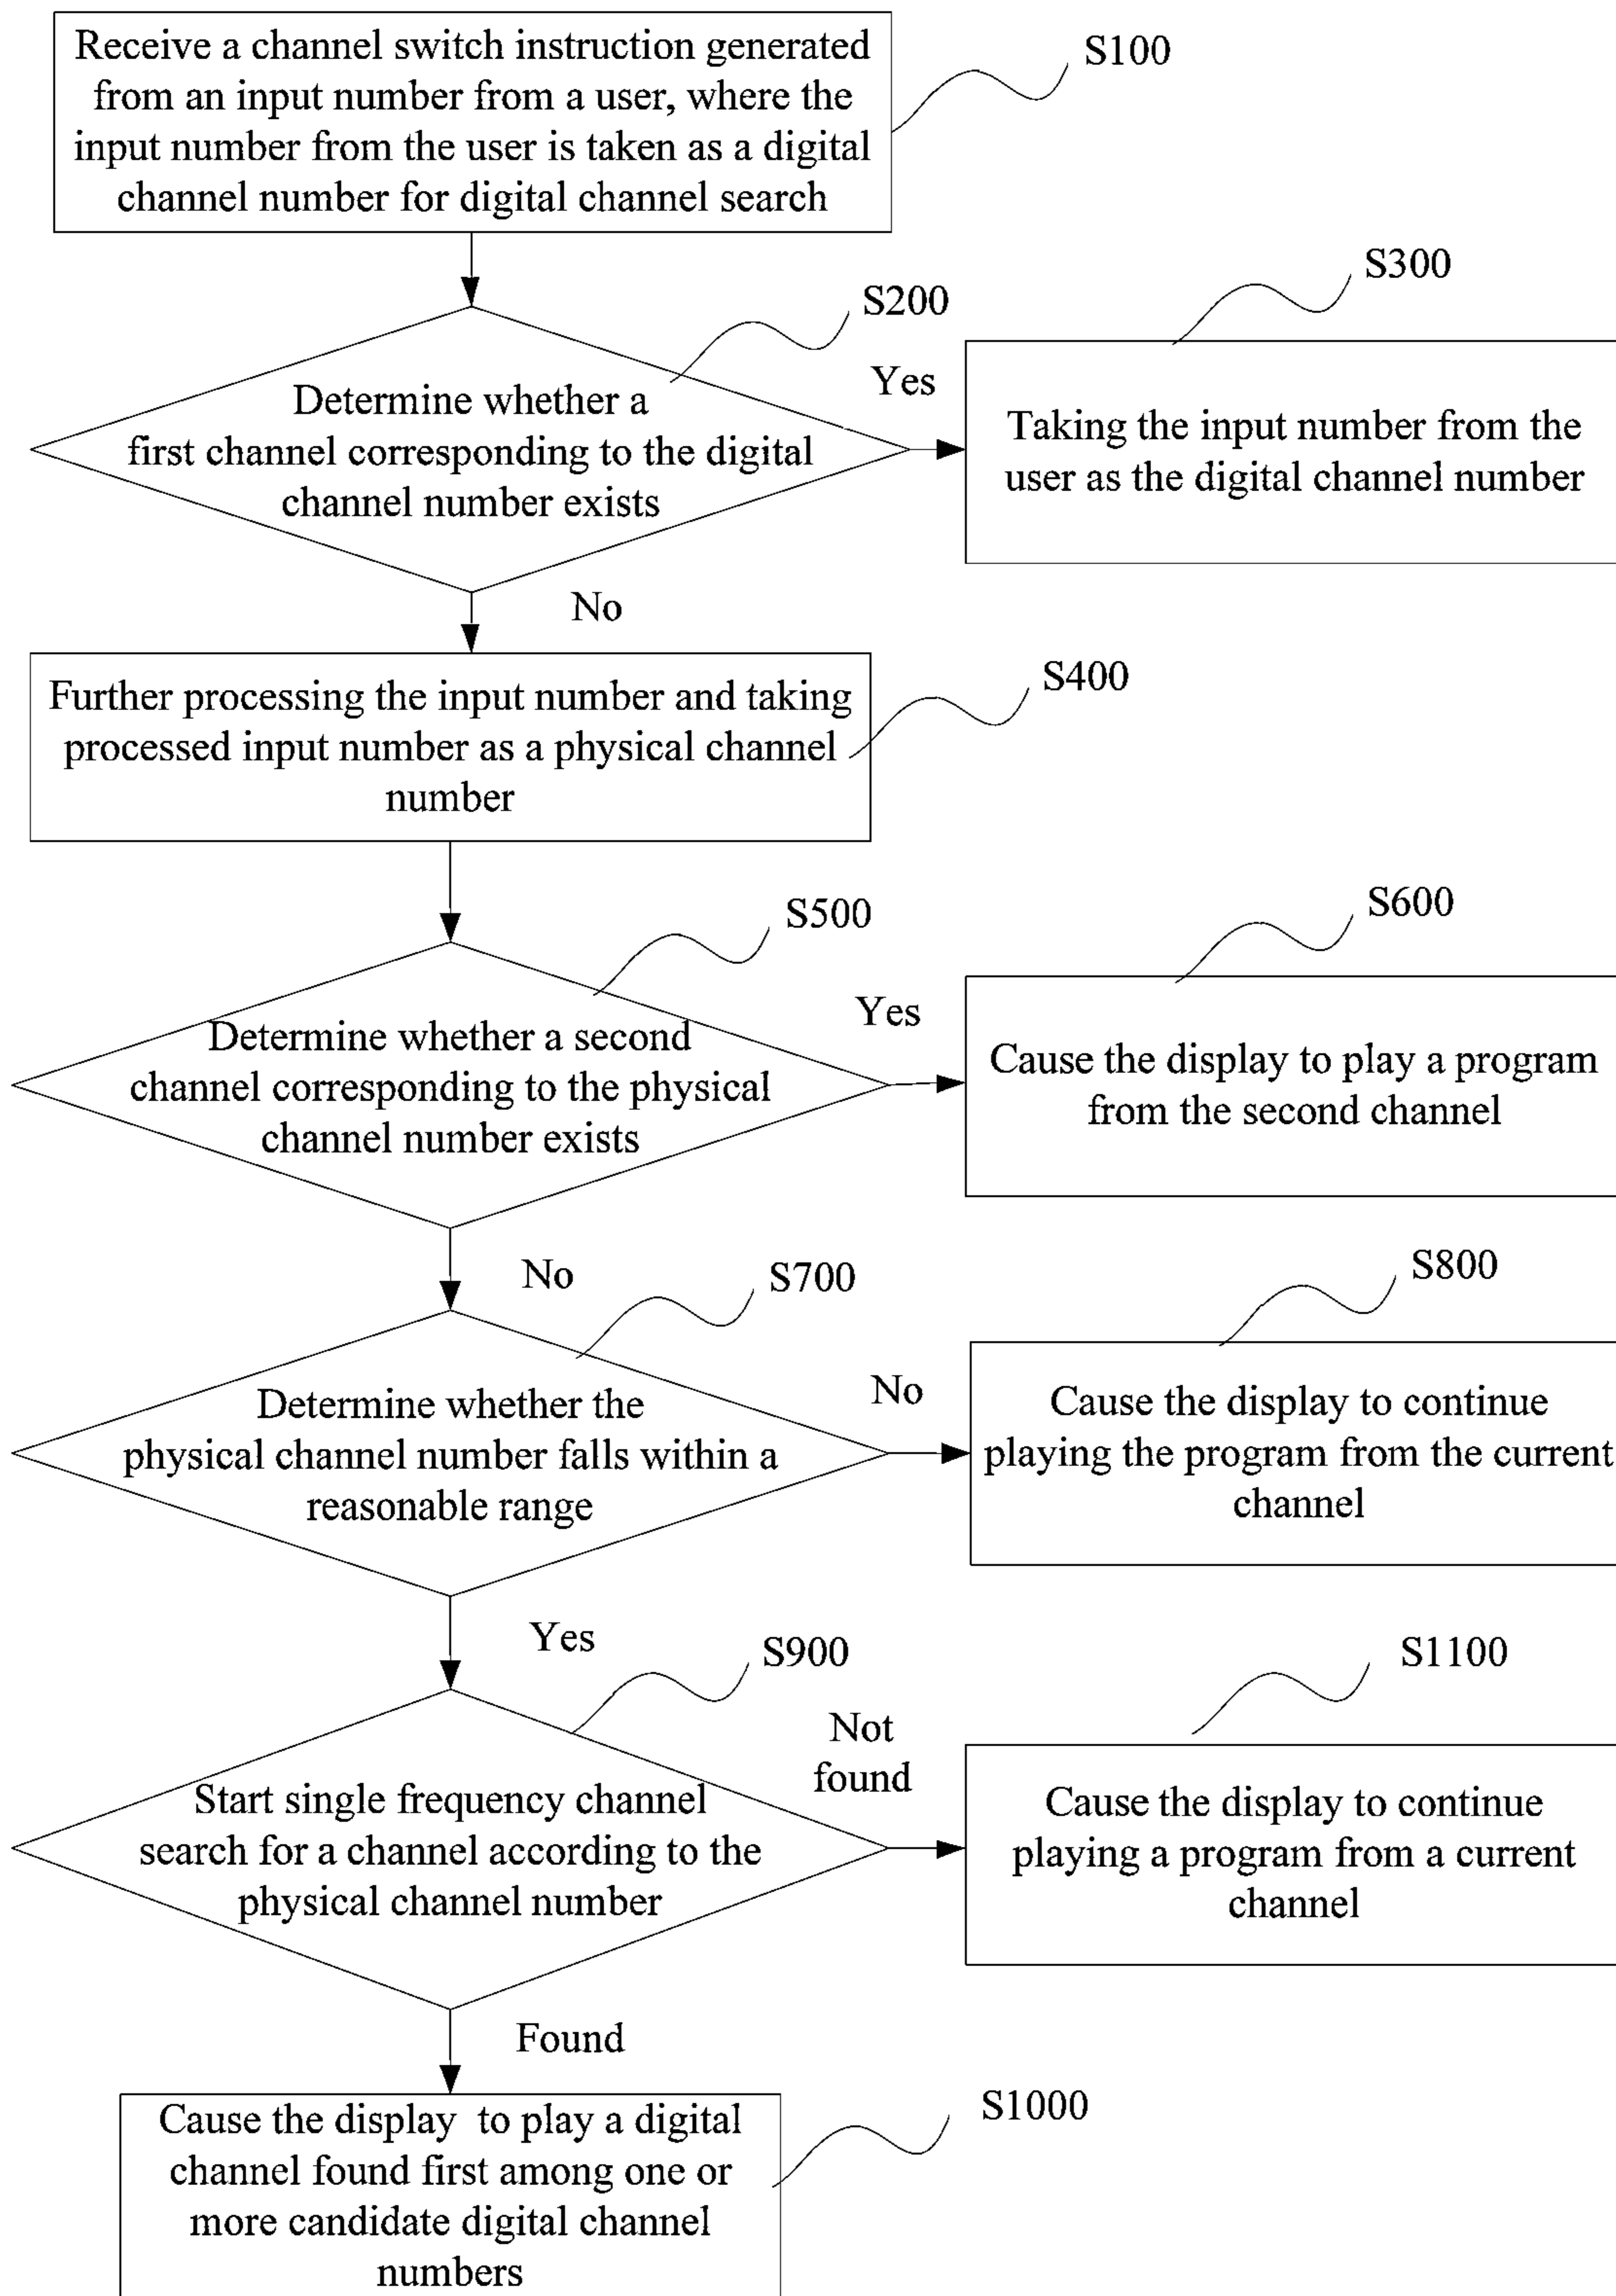 Receive a channel switch instruction generated
from an input number from a user, where the
input number from the user is taken as a digital
channel number for digital channel search
S100
S200
Determine whether a
first channel corresponding to the digital
channel number exists
Yes
S300
Taking the input number from the
user as the digital channel number
No
Further processing the input number and taking
processed input number as a physical channel
number
S400
S500
Determine whether a second
channel corresponding to the physical
channel number exists
Yes
S600
Cause the display to play a program
from the second channel
No
S700
Determine whether the
physical channel number falls within a
reasonable range
No
S800
Cause the display to continue
playing the program from the current
channel
Yes
S900
Start single frequency channel
search for a channel according to the
physical channel number
Not
found
S1100
Cause the display to continue
playing a program from a current
channel
Found
Cause the display to play a digital
channel found first among one or
more candidate digital channel
numbers
S1000